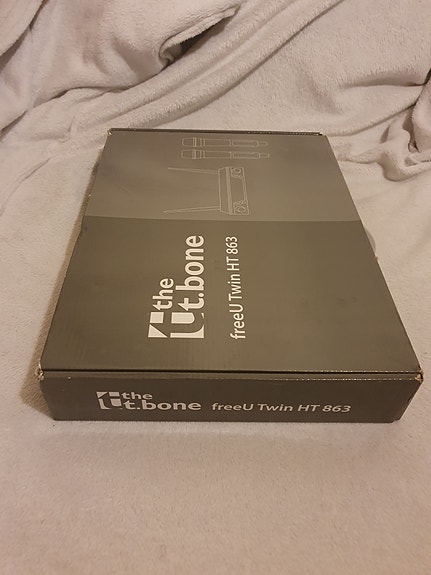 the
t.bone
freeU Twin HT 863
the
t.bone freeU Twin HT 863